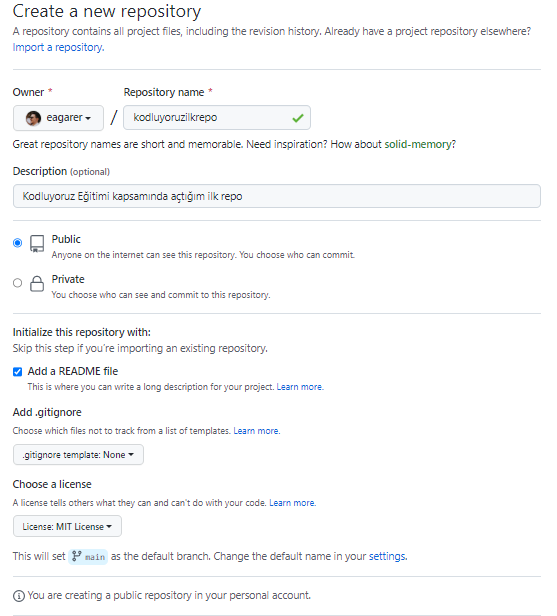 Create a new repository
A repository contains all project files, including the revision history. Already have a project repository elsewhere?
Import a repository.
Owner *
Repository name *
eagarer
/
kodluyoruzilkrepo
Great repository names are short and memorable. Need inspiration? How about solid-memory?
Description (optional)
Kodluyoruz Eğitimi kapsamında açtığım ilk repo
Public
Anyone on the internet can see this repository. You choose who can commit.
Private
You choose who can see and commit to this repository.
Initialize this repository with:
Skip this step if you're importing an existing repository.
Add a README file
This is where you can write a long description for your project. Learn more.
Add .gitignore
Choose which files not to track from a list of templates. Learn more.
.gitignore template: None
Choose a license
A license tells others what they can and can't do with your code. Learn more.
License: MIT License
This will set main as the default branch. Change the default name in your settings.
You are creating a public repository in your personal account.